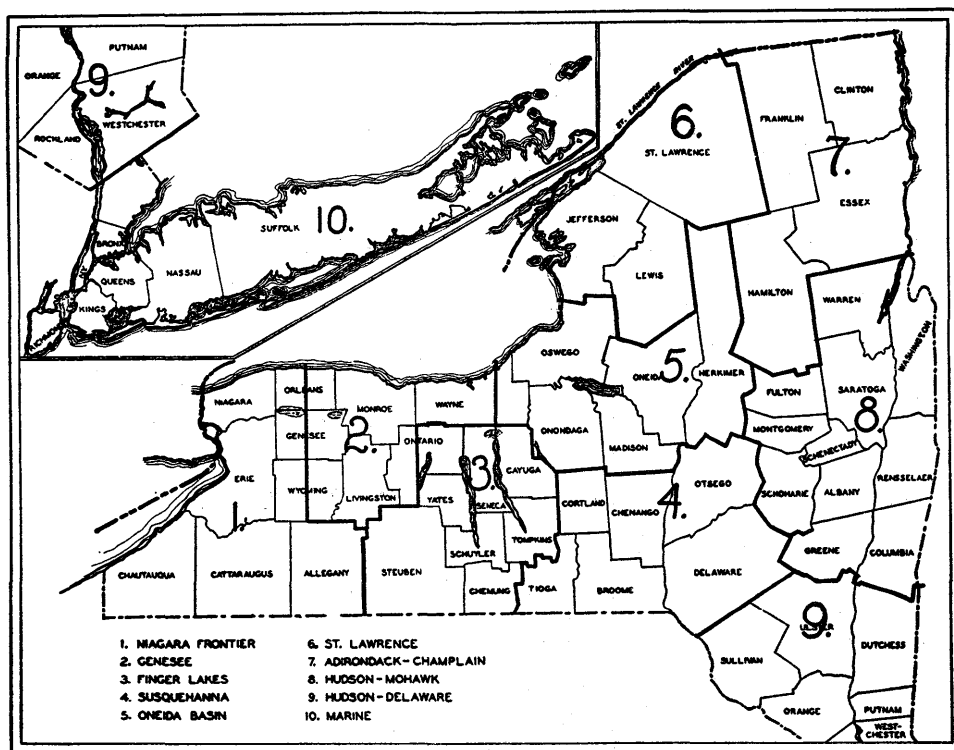 PUTNAM
ORANGE
9.
WESTCHESTER
ROCKLAND
10.
SUFFOLK
BRONX
NASSAU
QUEENS
N.Y.
KINGS
RICHMOND
ST. LAWRENCE RIVER
6.
ST. LAWRENCE
FRANKLIN
CLINTON
7.
ESSEX
JEFFERSON
LEWIS
HAMILTON
WARREN
WASHINGTON
OSWEGO
ONEIDA
5.
HERKIMER
FULTON
SARATOGA
8.
MONTGOMERY
SCHENECTADY
RENSSELAER
NIAGARA
ORLEANS
MONROE
WAYNE
GENESEE
2.
ONTARIO
ONONDAGA
MADISON
3.
CAYUGA
OTSEGO
ERIE
WYOMING
LIVINGSTON
YATES
SENECA
CORTLAND
CHENANGO
4.
SCHOHARIE
ALBANY
1
SCHUYLER
TOMPKINS
GREENE
COLUMBIA
CHAUTAUQUA
CATTARAUGUS
ALLEGANY
STEUBEN
CHEMUNG
TIOGA
BROOME
DELAWARE
ULSTER
9.
DUTCHESS
SULLIVAN
ORANGE
PUTNAM
WEST-
CHESTER
1. NIAGARA FRONTIER
2. GENESEE
3. FINGER LAKES
4. SUSQUEHANNA
5. ONEIDA BASIN
6. ST. LAWRENCE
7. ADIRONDACK-CHAMPLAIN
8. HUDSON-MOHAWK
9. HUDSON-DELAWARE
10. MARINE